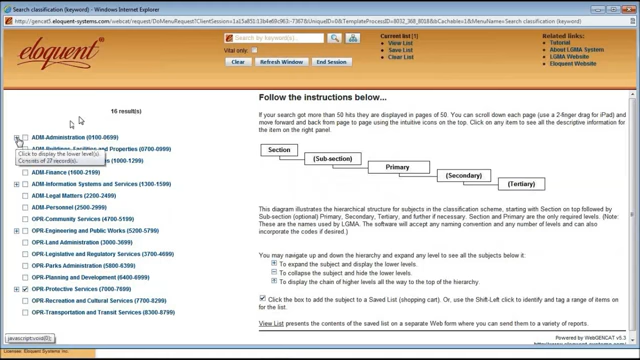 Search classification (keyword) - Windows Internet Explorer
eloquent
Search by keyword
Vital only:
Clear
Refresh Window
End Session
Current list (1)
View List
Save List
Clear List
Related links:
Tutorial
About LGMA System
LGMA Website
Eloquent Website
16 result(s)
ADM-Administration (0100-0699)
ADM-Buildings, Facilities and Properties (0700-0999)
Click to display the lower level(s)
Consists of 27 record(s).
(1000-1299)
ADM-Finance (1600-2199)
ADM-Information Systems and Services (1300-1599)
ADM-Legal Matters (2200-2499)
ADM-Personnel (2500-2999)
OPR-Community Services (4700-5199)
OPR-Engineering and Public Works (5200-5799)
OPR-Land Administration (3000-3699)
OPR-Legislative and Regulatory Services (3700-4699)
OPR-Parks Administration (5800-6399)
OPR-Planning and Development (6400-6999)
OPR-Protective Services (7000-7699)
OPR-Recreational and Cultural Services (7700-8299)
OPR-Transportation and Transit Services (8300-8799)
Follow the instructions below...
If your search got more than 50 hits they are displayed in pages of 50. You can scroll down each page (use a 2-finger drag for iPad) and
move forward and back from page to page using the intuitive icons on the top. Click on any item to see all the descriptive information for
the item on the right panel.
Section
(Sub-section)
Primary
(Secondary)
(Tertiary)
This diagram illustrates the hierarchical structure for subjects in the classification scheme, starting with Section on top followed by
Sub-section (optional) Primary, Secondary, Tertiary, and further if necessary. Section and Primary are the only required levels. (Note:
These are the names used by LGMA. The software will accept any naming convention and any number of levels and can also
incorporate the codes if desired.)
You may navigate up and down the hierarchy and expand any level to see all the subjects below it:
To expand the subject and display the lower levels.
To collapse the subject and hide the lower levels.
To display the chain of higher levels all the way to the top of the hierarchy.
Click the box to add the subject to a Saved List (shopping cart). Or, use the Shift-Left click to identify and tag a range of items
for the list.
View List presents the contents of the saved list on a separate Web form where you can send them to a variety of reports.
Powered by WebGENCAT v5.3
javascript:void(0);
Licensee: Eloquent Systems Inc